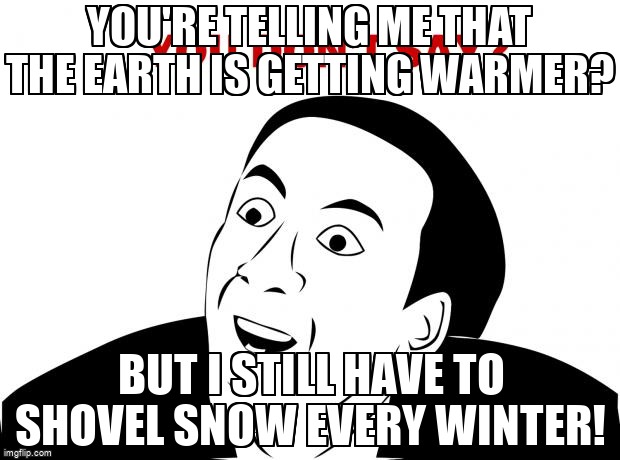 YOU'RE TELLING ME THAT
THE EARTH IS GETTING WARMER?
BUT I STILL HAVE TO
SHOVEL SNOW EVERY WINTER!
imgflip.com